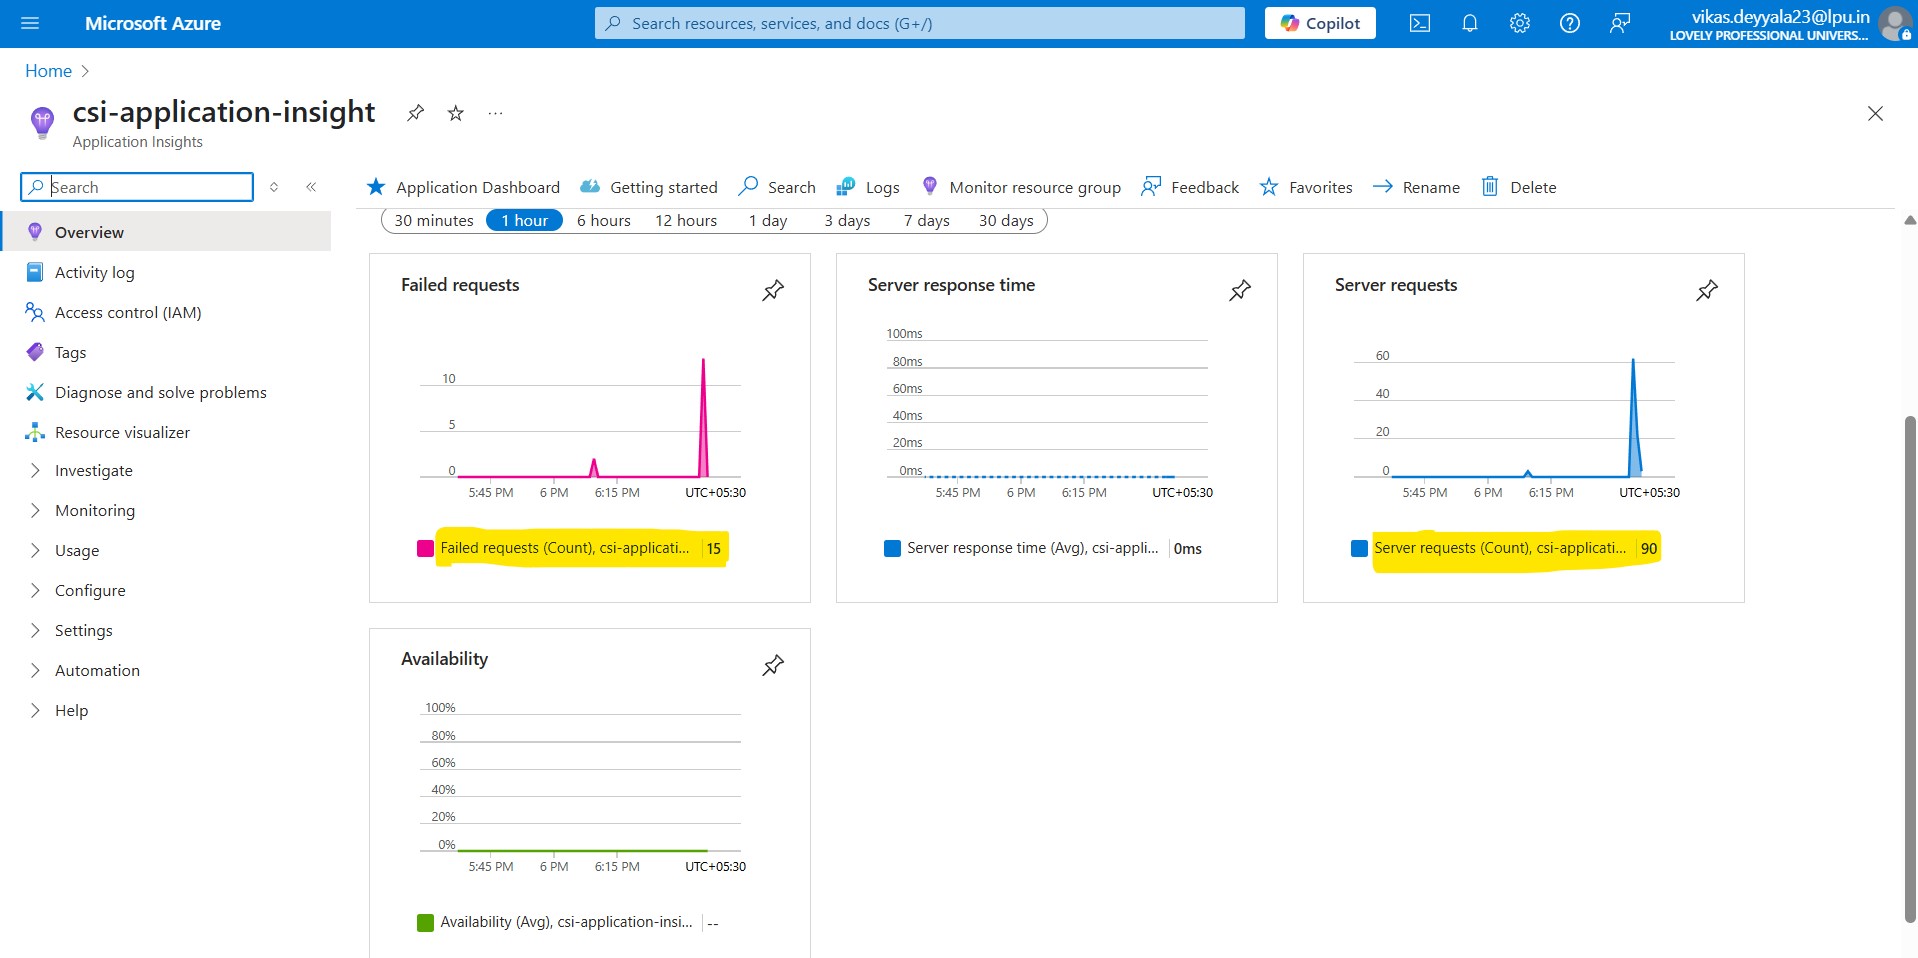 Microsoft Azure
Search resources, services, and docs (G+/)
Copilot
vikas.deyyala23@lpu.in
LOVELY PROFESSIONAL UNIVERS...
Home
csi-application-insight
...
Application Insights
Search
Application Dashboard
Getting started
Search
Logs
Monitor resource group
Feedback
Favorites
Rename
Delete
Overview
Activity log
Access control (IAM)
Tags
Diagnose and solve problems
Resource visualizer
Investigate
Monitoring
Usage
Configure
Settings
Automation
Help
30 minutes
1 hour
6 hours
12 hours
1 day
3 days
7 days
30 days
Failed requests
10
5
0
5:45 PM
6 PM
6:15 PM
UTC+05:30
Failed requests (Count), csi-applicati...
15
Server response time
100ms
80ms
60ms
40ms
20ms
0ms
5:45 PM
6 PM
6:15 PM
UTC+05:30
Server response time (Avg), csi-appli...
0ms
Server requests
60
40
20
0
5:45 PM
6 PM
6:15 PM
UTC+05:30
Server requests (Count), csi-applicati...
90
Availability
100%
80%
60%
40%
20%
0%
5:45 PM
6 PM
6:15 PM
UTC+05:30
Availability (Avg), csi-application-insi...
--